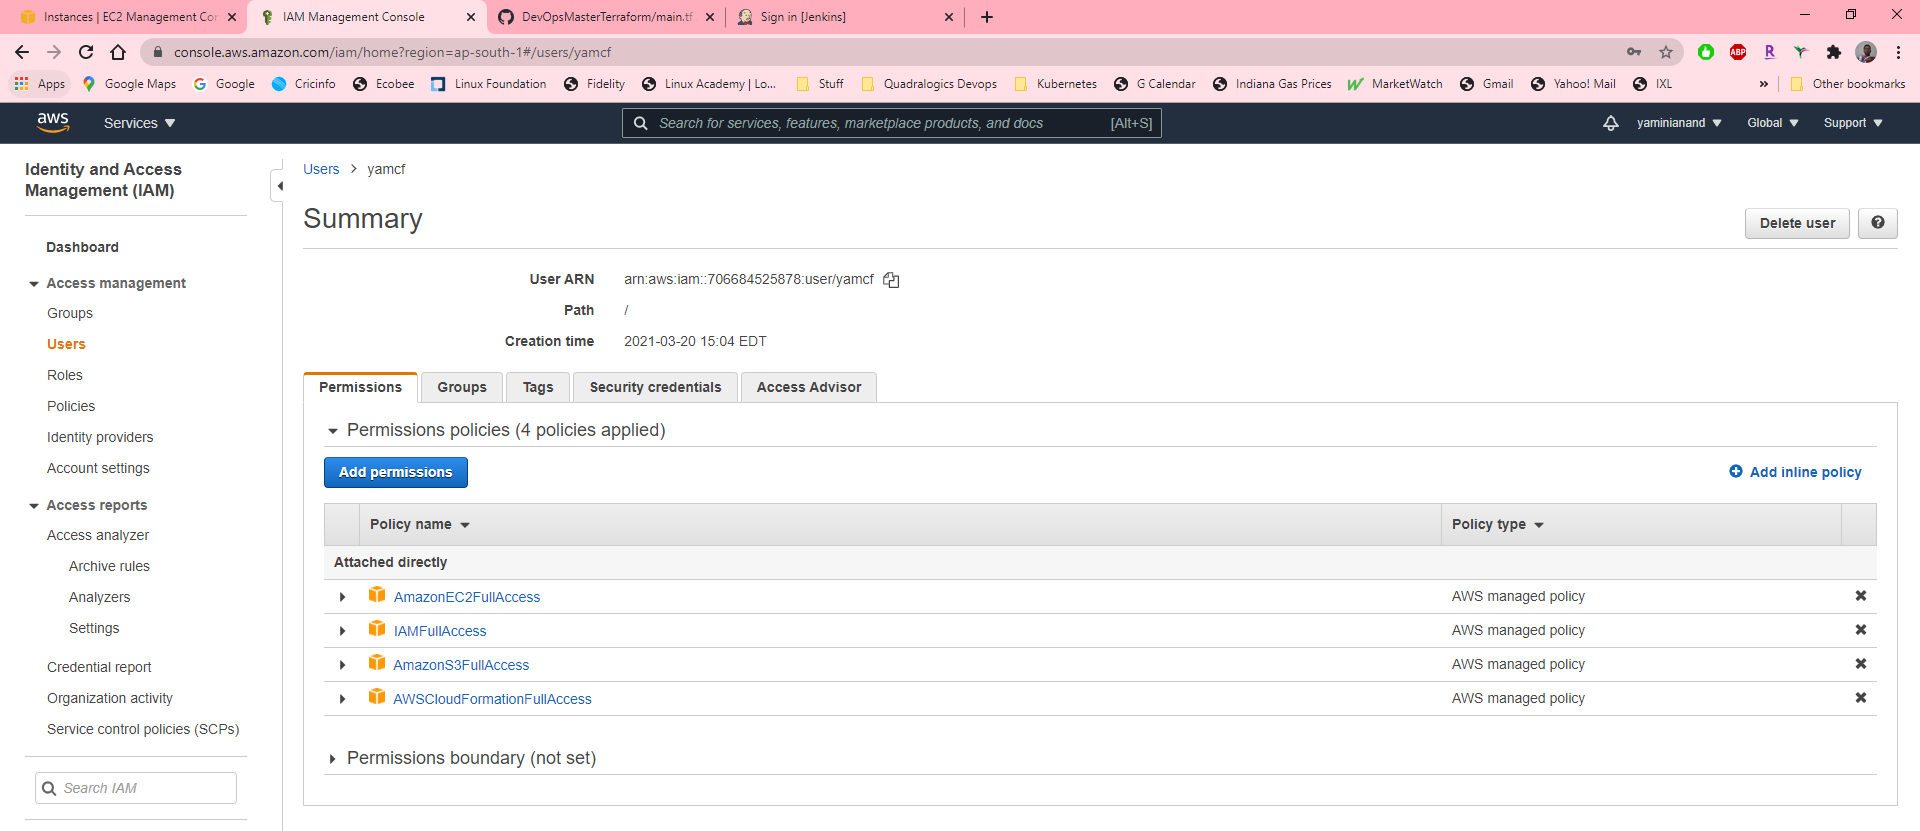 Instances | EC2 Management Cor
IAM Management Console
DevOpsMasterTerraform/main.tf
Sign in [Jenkins]
console.aws.amazon.com/iam/home?region=ap-south-1#/users/yamcf
ABP
Apps
Google Maps
Google
Cricinfo
Ecobee
Linux Foundation
Fidelity
Linux Academy | Lo...
Stuff
Quadralogics Devops
Kubernetes
G Calendar
Indiana Gas Prices
MarketWatch
Gmail
Yahoo! Mail
IXL
»
Other bookmarks
aws
Services
Search for services, features, marketplace products, and docs
[Alt+S]
yaminianand
Global
Support
Identity and Access
Management (IAM)
Dashboard
Access management
Groups
Users
Roles
Policies
Identity providers
Account settings
Access reports
Access analyzer
Archive rules
Analyzers
Settings
Credential report
Organization activity
Service control policies (SCPs)
Search IAM
Users > yamcf
Summary
Delete user
?
User ARN arn:aws:iam::706684525878:user/yamcf
Path /
Creation time 2021-03-20 15:04 EDT
Permissions
Groups
Tags
Security credentials
Access Advisor
Permissions policies (4 policies applied)
Add permissions
Add inline policy
Policy name
Policy type
Attached directly
AmazonEC2FullAccess AWS managed policy
IAMFullAccess AWS managed policy
AmazonS3FullAccess AWS managed policy
AWSCloudFormationFullAccess AWS managed policy
Permissions boundary (not set)